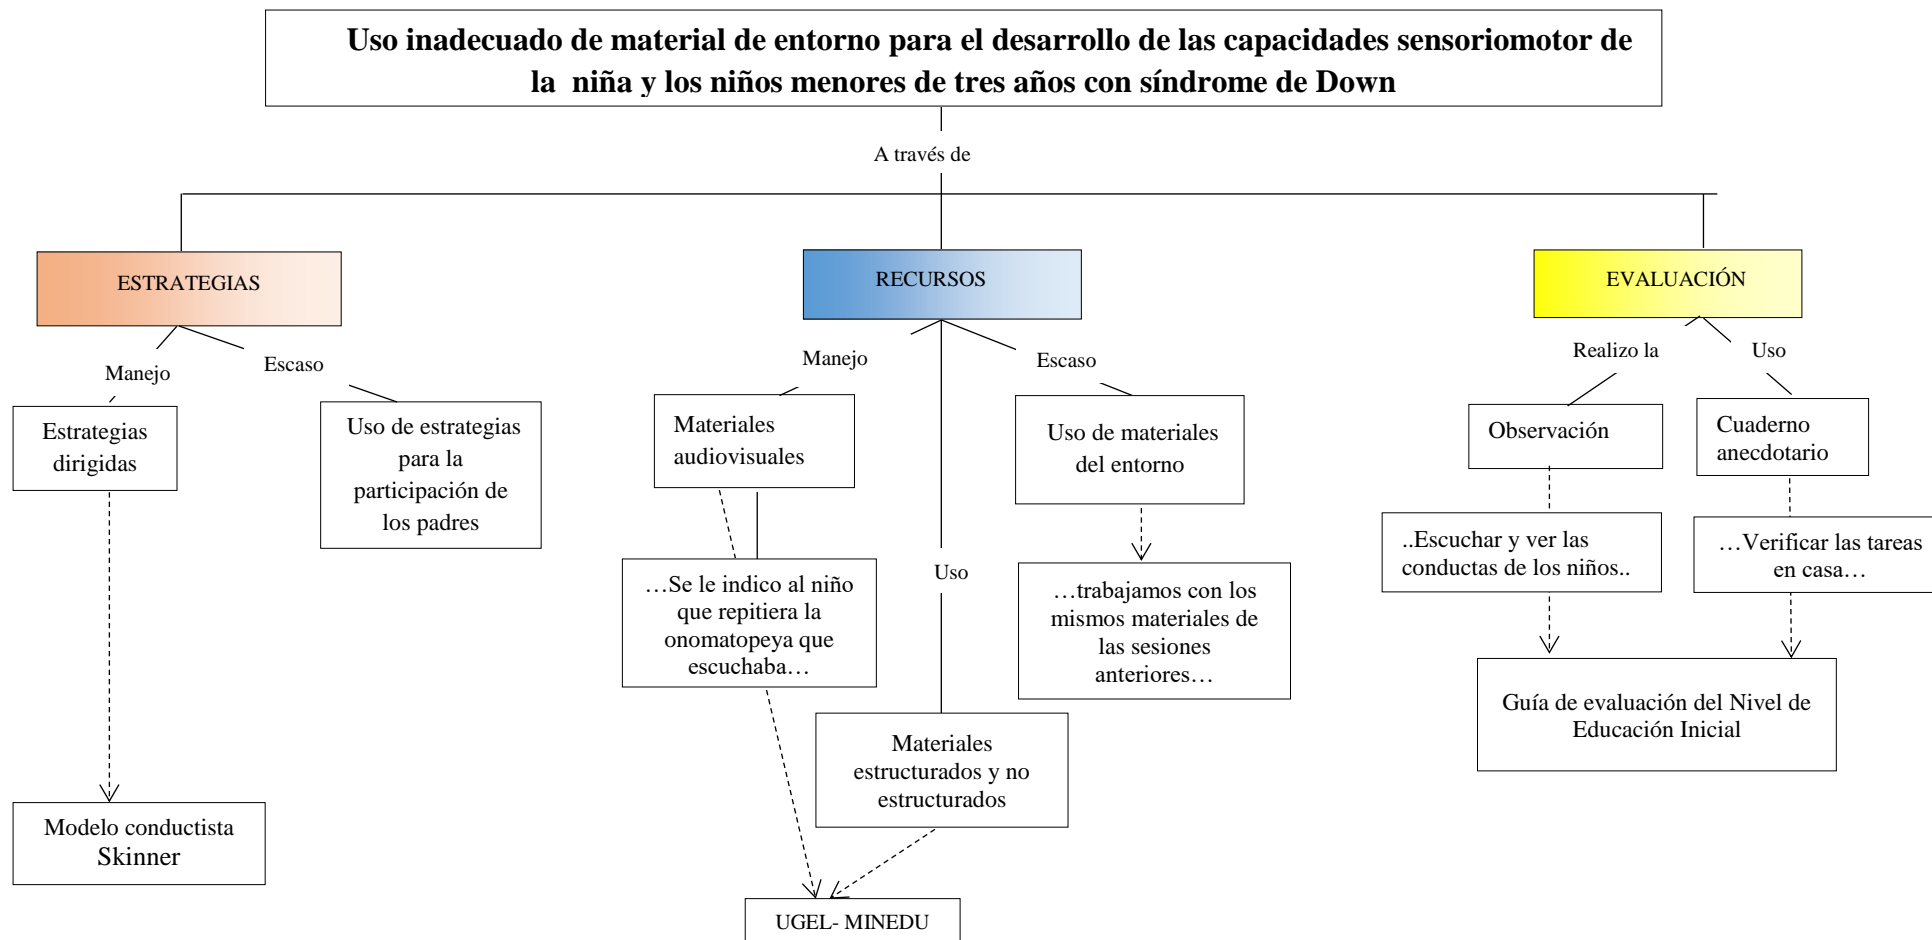 Uso inadecuado de material de entorno para el desarrollo de las capacidades sensoriomotor de
la niña y los niños menores de tres años con síndrome de Down
A través de
ESTRATEGIAS
RECURSOS
EVALUACIÓN
Manejo
Escaso
Manejo
Escaso
Realizo la
Uso
Estrategias
dirigidas
Uso de estrategias
para la
participación de
los padres
Materiales
audiovisuales
Uso de materiales
del entorno
Observación
Cuaderno
anecdotario
…Se le indico al niño
que repitiera la
onomatopeya que
escuchaba…
Uso
…trabajamos con los
mismos materiales de
las sesiones
anteriores…
..Escuchar y ver las
conductas de los niños..
…Verificar las tareas
en casa…
Materiales
estructurados y no
estructurados
Guía de evaluación del Nivel de
Educación Inicial
Modelo conductista
Skinner
UGEL- MINEDU